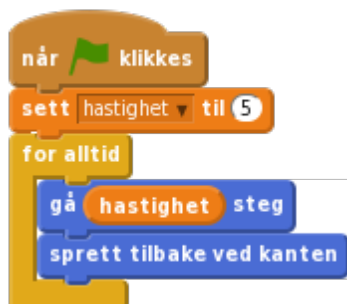 når klikkes
sett hastighet til 5
for alltid
gå hastighet steg
sprett tilbake ved kanten